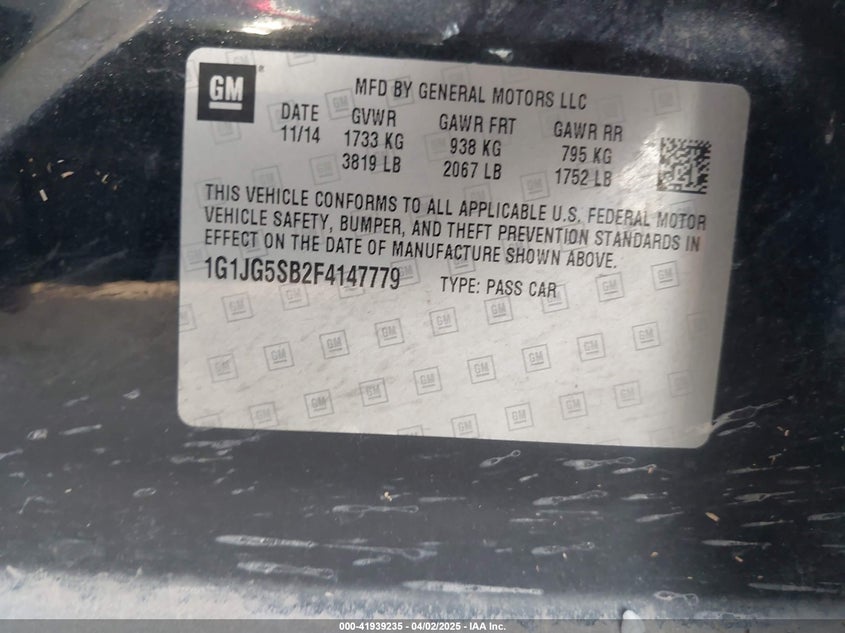 GM
MFD BY GENERAL MOTORS LLC
DATE GVWR GAWR FRT GAWR RR
11/14 1733 KG 938 KG 795 KG
3819 LB 2067 LB 1752 LB
THIS VEHICLE CONFORMS TO ALL APPLICABLE U.S. FEDERAL MOTOR
VEHICLE SAFETY, BUMPER, AND THEFT PREVENTION STANDARDS IN
EFFECT ON THE DATE OF MANUFACTURE SHOWN ABOVE.
1G1JG5SB2F4147779 TYPE: PASS CAR
000-41939235 - 04/02/2025 - IAA Inc.